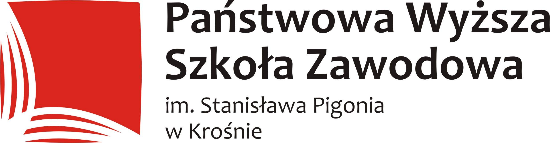 Państwowa Wyższa
Szkoła Zawodowa
im. Stanisława Pigonia
w Krośnie